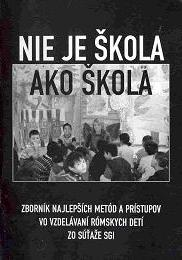 NIE JE ŠKOLA
AKO ŠKOLA
ZBORNÍK NAJLEPŠÍCH METÓD A PRÍSTUPOV
VO VZDELÁVANÍ RÓMSKYCH DETÍ
ZO SÚŤAŽE SGI